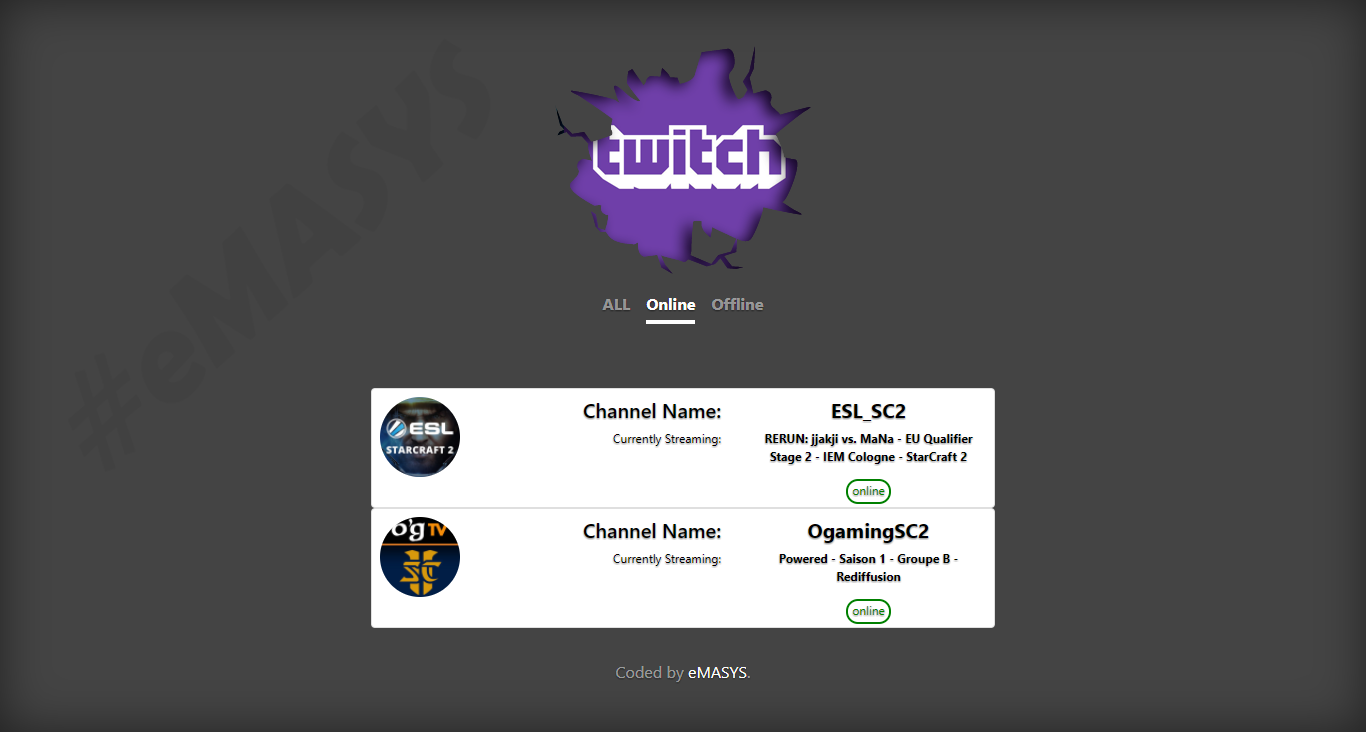 #eMASYS
twitch
ALL Online Offline
ESL
STARCRAFT 2
Channel Name: ESL_SC2
Currently Streaming: RERUN: jjakji vs. MaNa - EU Qualifier
Stage 2 - IEM Cologne - StarCraft 2
online
O'G TV
SC
Channel Name: OgamingSC2
Currently Streaming: Powered - Saison 1 - Groupe B -
Rediffusion
online
Coded by eMASYS.